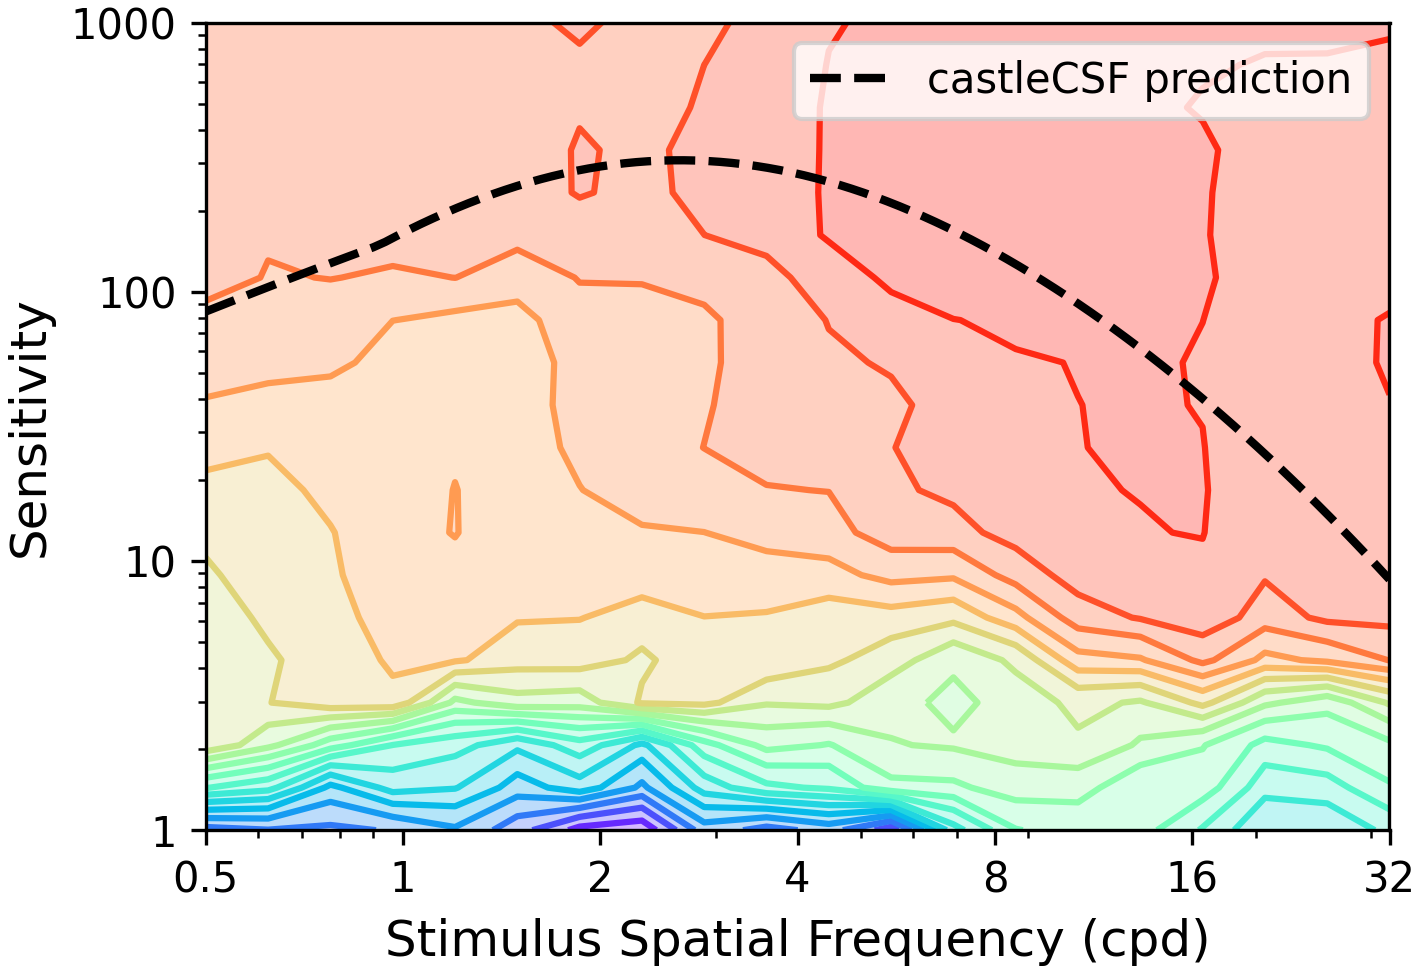 1000
castleCSF prediction
100
Sensitivity
10
1
0.5 1 2 4 8 16 32
Stimulus Spatial Frequency (cpd)